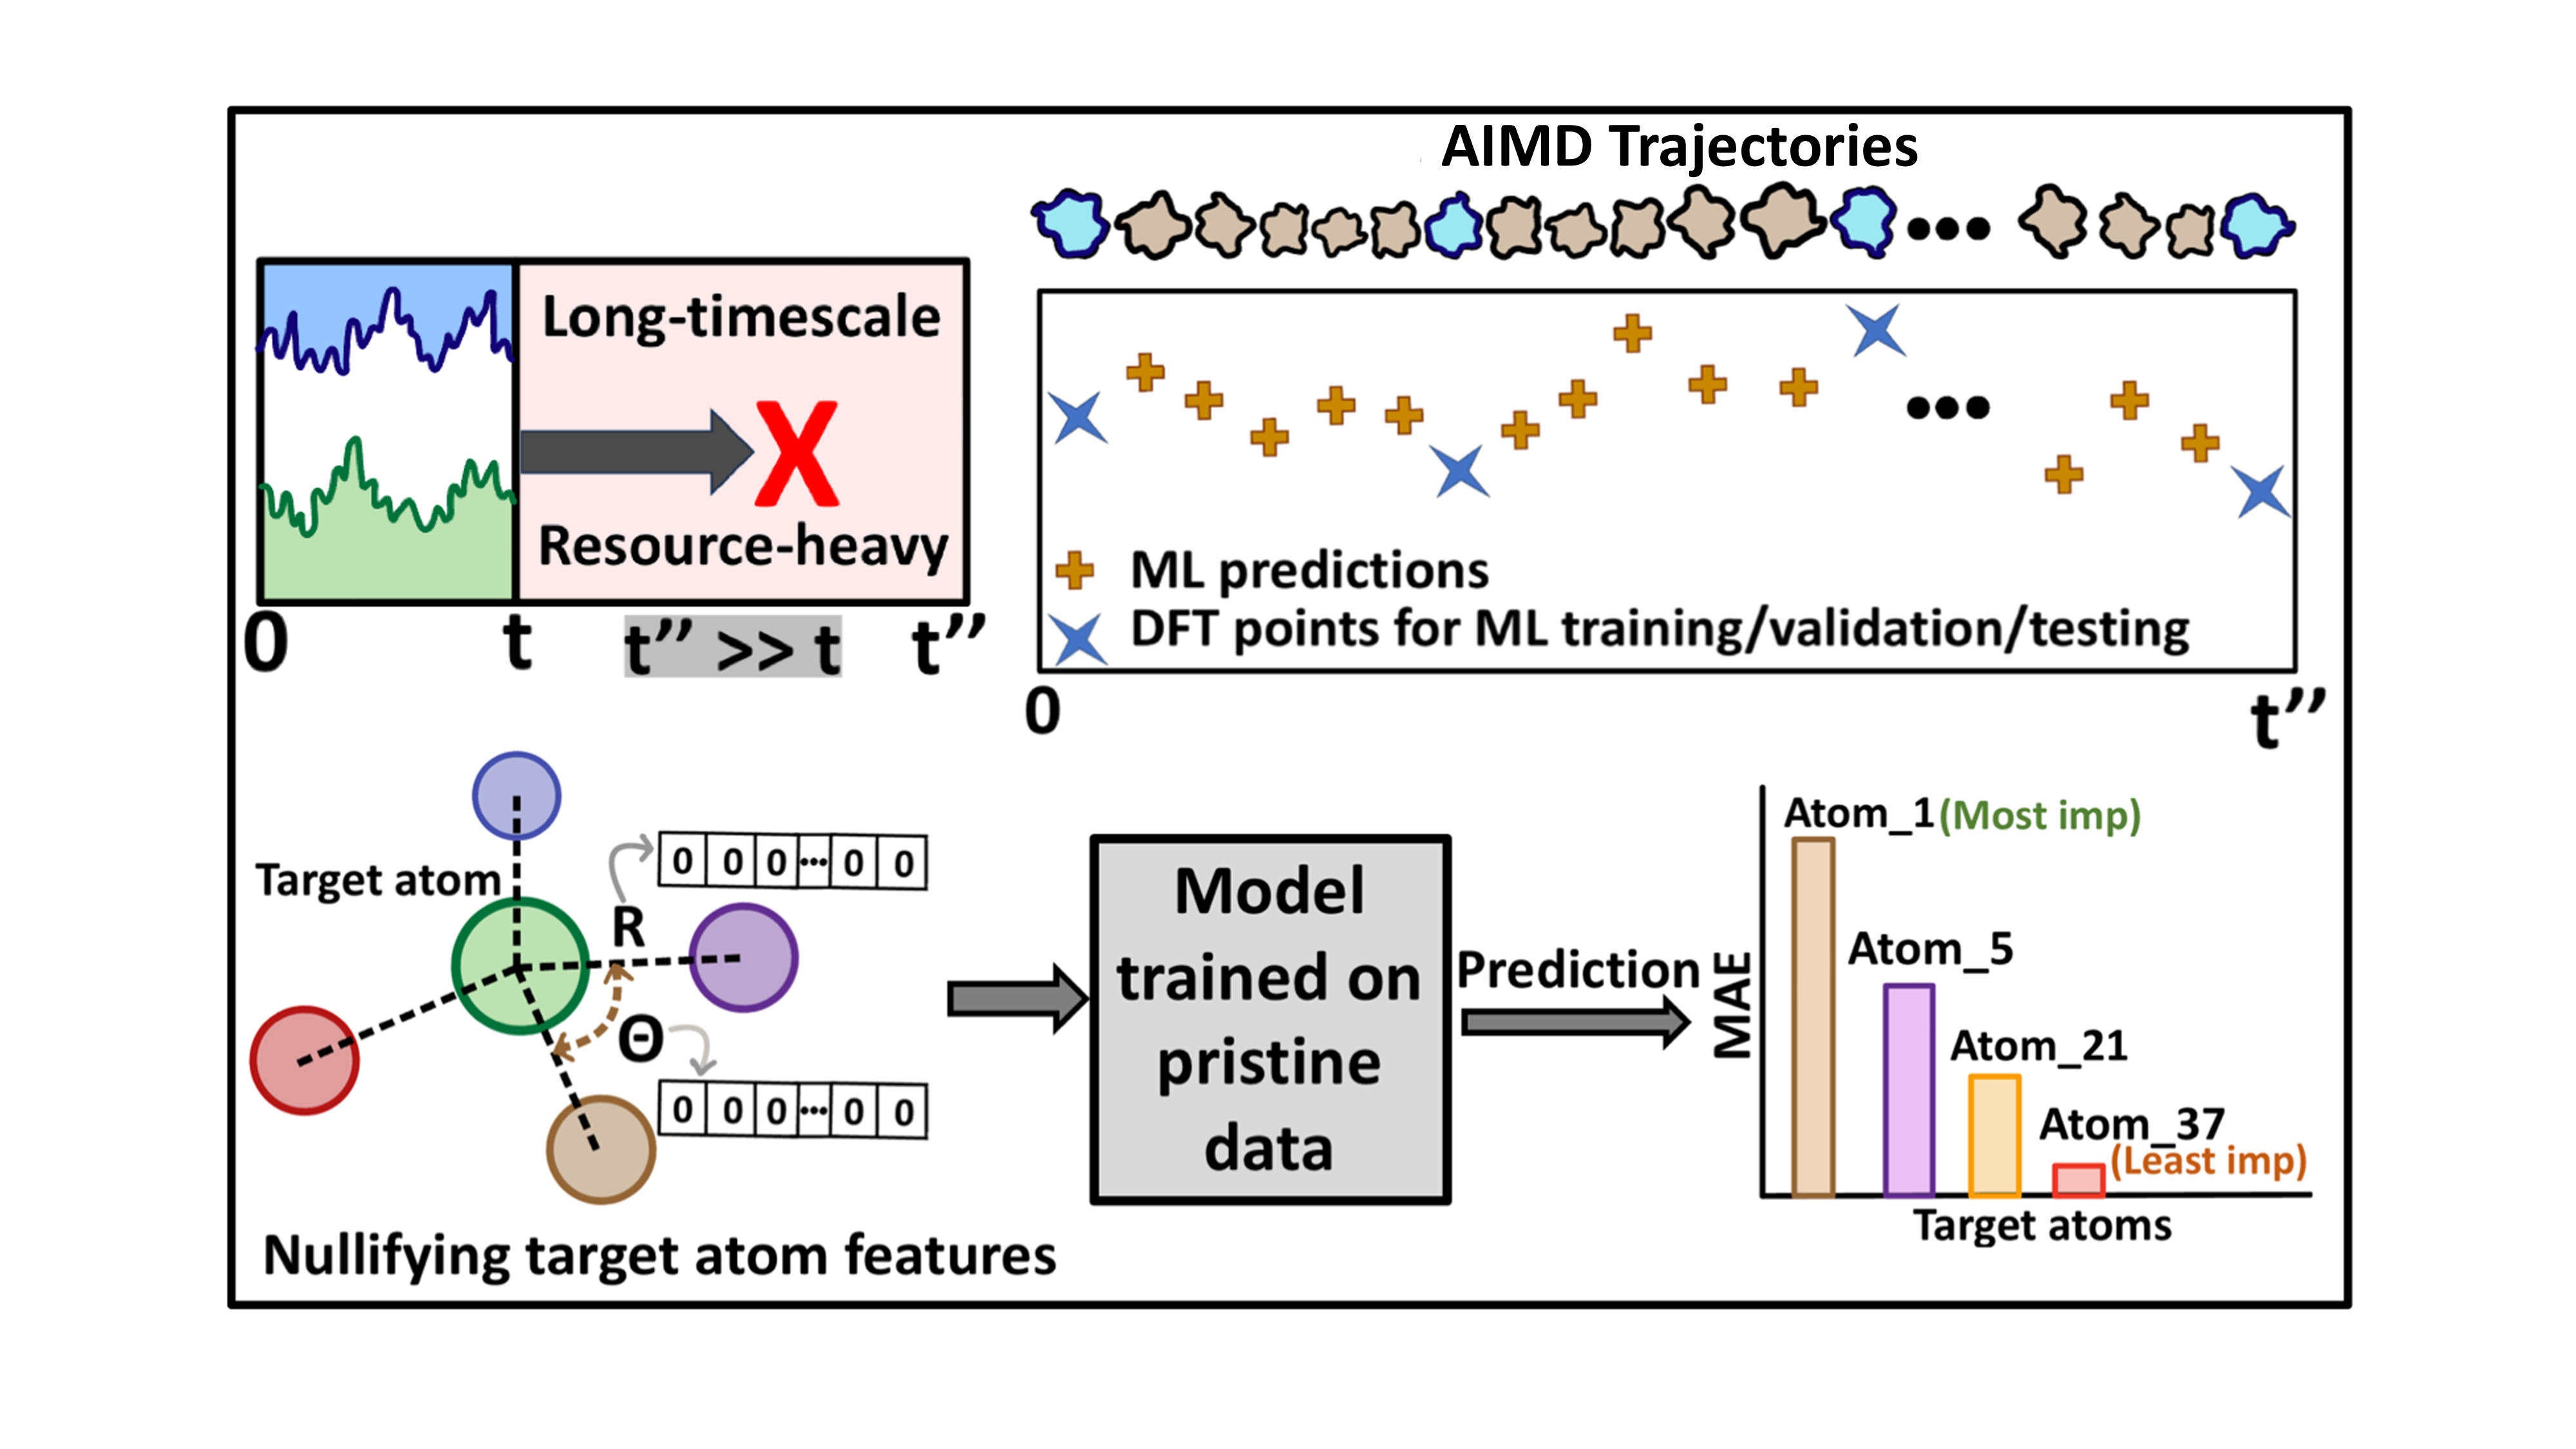 AIMD Trajectories
Long-timescale
X
Resource-heavy
0
t
t’’ >> t
t’’
ML predictions
DFT points for ML training/validation/testing
0
t’’
Target atom
R
0 0 0 ... 0 0
Θ
0 0 0 ... 0 0
Nullifying target atom features
Model
trained on
pristine
data
Prediction
MAE
Atom_1 (Most imp)
Atom_5
Atom_21
Atom_37
(Least imp)
Target atoms